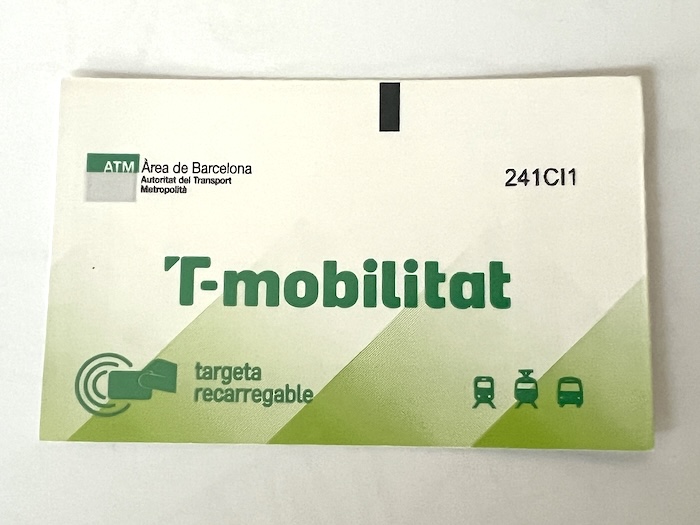 ATM Àrea de Barcelona
Autoritat del Transport
Metropolità
241CI1
T-mobilitat
targeta
recarregable